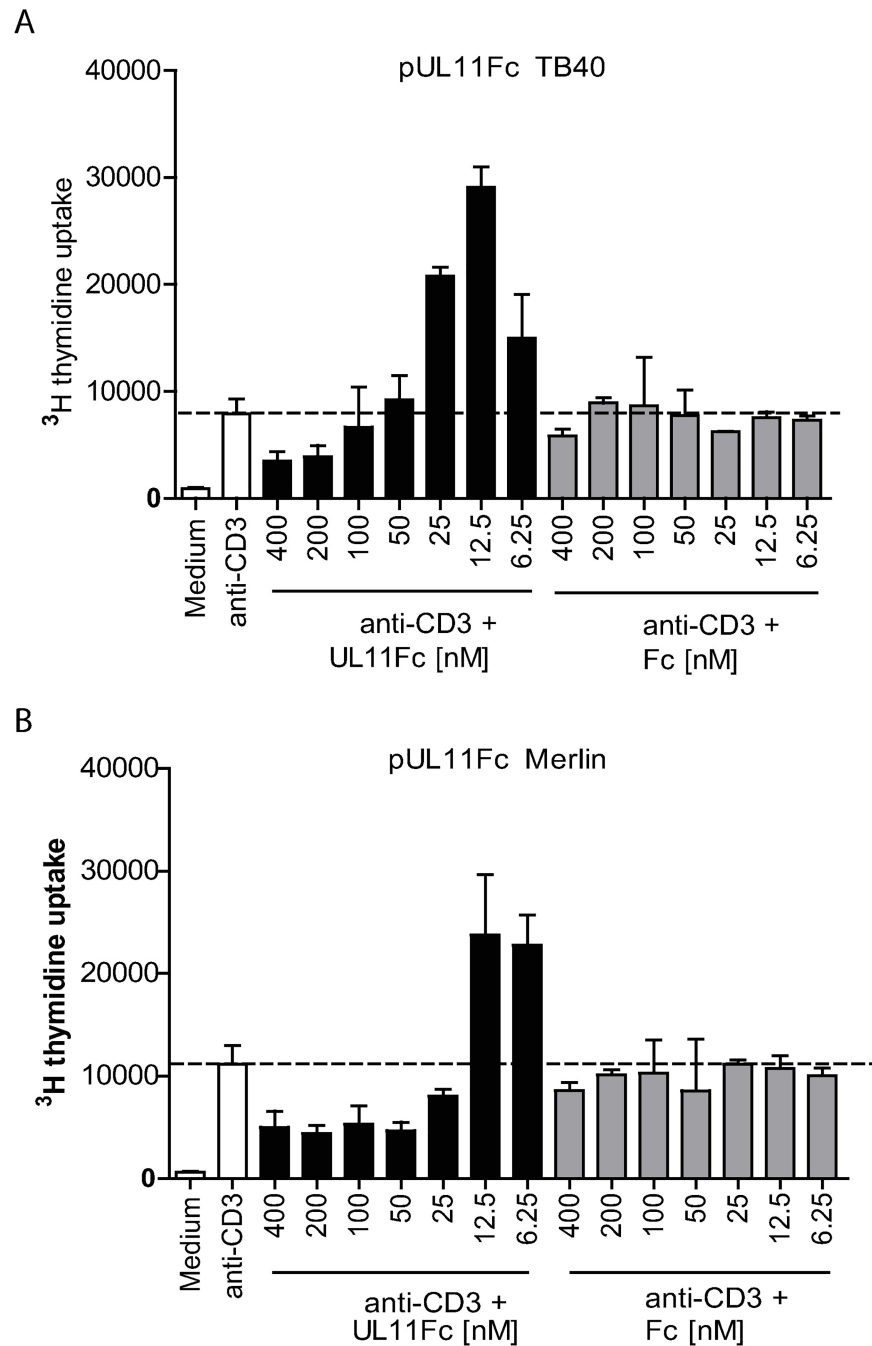 A
pUL11Fc TB40
40000
30000
20000
10000
0
³H thymidine uptake
Medium
anti-CD3
400
200
100
50
25
12.5
6.25
400
200
100
50
25
12.5
6.25
anti-CD3 +
UL11Fc [nM]
anti-CD3 +
Fc [nM]
B
pUL11Fc Merlin
40000
30000
20000
10000
0
³H thymidine uptake
Medium
anti-CD3
400
200
100
50
25
12.5
6.25
400
200
100
50
25
12.5
6.25
anti-CD3 +
UL11Fc [nM]
anti-CD3 +
Fc [nM]